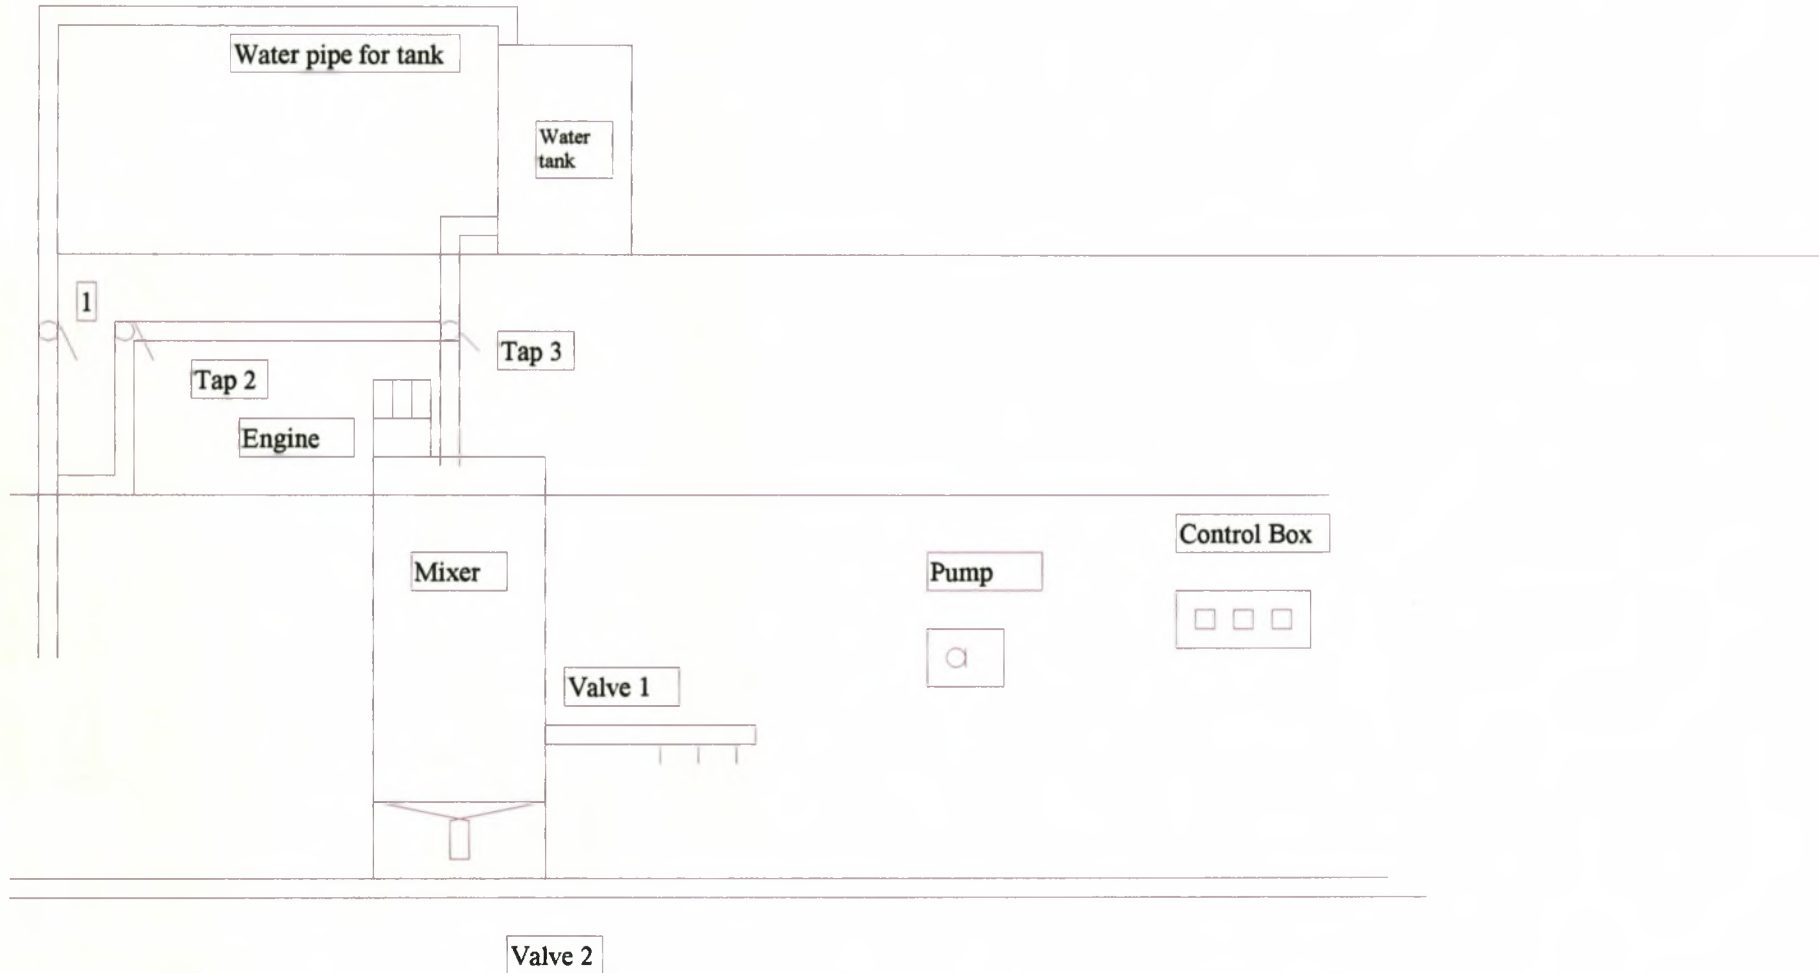 Water pipe for tank
Water
tank
1
Tap 3
Tap 2
Engine
Control Box
Mixer
Pump
Valve 1
Valve 2